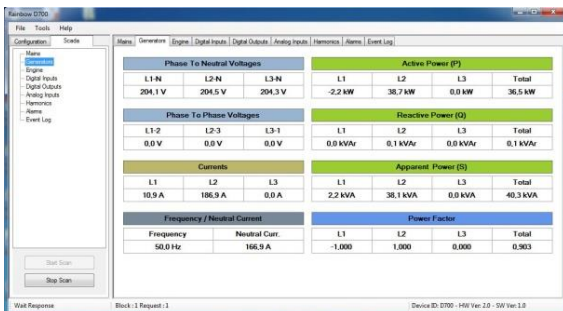 Rainbow D700
File Tools Help
Configuration Scada
Mains
Generators
Engine
Digital Inputs
Digital Outputs
Analog Inputs
Harmonics
Alarms
Event Log
Start Scan
Stop Scan
Mains Generators Engine Digital Inputs Digital Outputs Analog Inputs Harmonics Alarms Event Log
Phase To Neutral Voltages
L1-N L2-N L3-N
204,1 V 204,5 V 204,3 V
Active Power (P)
L1 L2 L3 Total
-2,2 kW 38,7 kW 0,0 kW 36,5 kW
Phase To Phase Voltages
L1-2 L2-3 L3-1
0,0 V 0,0 V 0,0 V
Reactive Power (Q)
L1 L2 L3 Total
0,0 kVAr 0,1 kVAr 0,0 kVAr 0,1 kVAr
Currents
L1 L2 L3
10,9 A 186,9 A 0,0 A
Apparent Power (S)
L1 L2 L3 Total
2,2 kVA 38,1 kVA 0,0 kVA 40,3 kVA
Frequency / Neutral Current
Frequency Neutral Curr.
50,0 Hz 166,9 A
Power Factor
L1 L2 L3 Total
-1,000 1,000 0,000 0,903
Wait Response
Block : 1 Request : 1
Device ID: D700 - HW Ver: 2.0 - SW Ver: 1.0